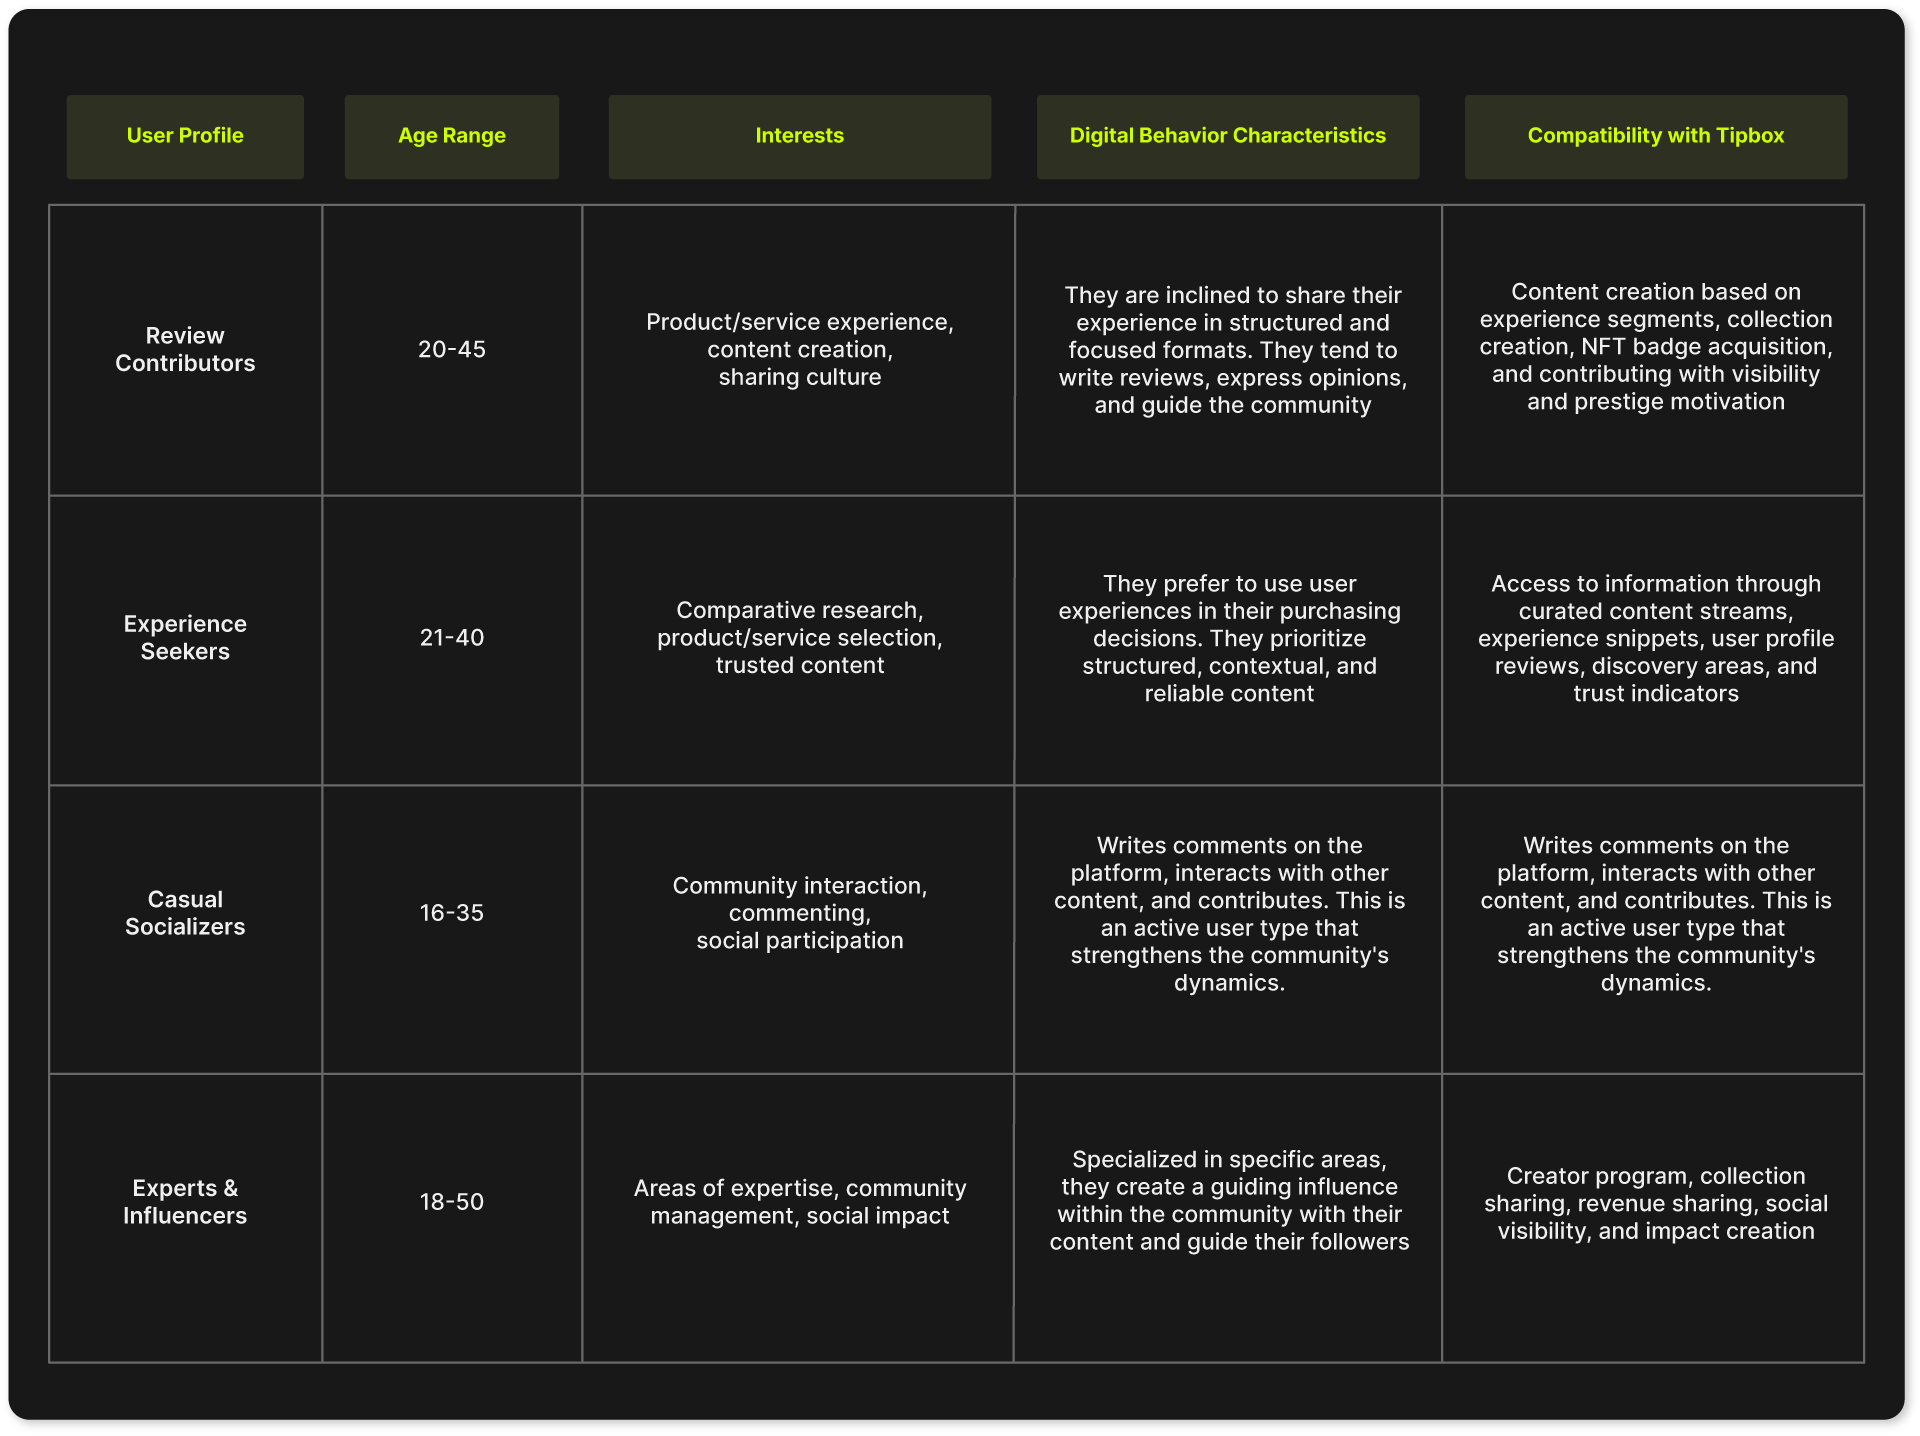 User Profile
Age Range
Interests
Digital Behavior Characteristics
Compatibility with Tipbox
Review
Contributors
20-45
Product/service experience,
content creation,
sharing culture
They are inclined to share their
experience in structured and
focused formats. They tend to
write reviews, express opinions,
and guide the community
Content creation based on
experience segments, collection
creation, NFT badge acquisition,
and contributing with visibility
and prestige motivation
Experience
Seekers
21-40
Comparative research,
product/service selection,
trusted content
They prefer to use user
experiences in their purchasing
decisions. They prioritize
structured, contextual, and
reliable content
Access to information through
curated content streams,
experience snippets, user profile
reviews, discovery areas, and
trust indicators
Casual
Socializers
16-35
Community interaction,
commenting,
social participation
Writes comments on the
platform, interacts with other
content, and contributes. This is
an active user type that
strengthens the community's
dynamics.
Writes comments on the
platform, interacts with other
content, and contributes. This is
an active user type that
strengthens the community's
dynamics.
Experts &
Influencers
18-50
Areas of expertise, community
management, social impact
Specialized in specific areas,
they create a guiding influence
within the community with their
content and guide their followers
Creator program, collection
sharing, revenue sharing, social
visibility, and impact creation